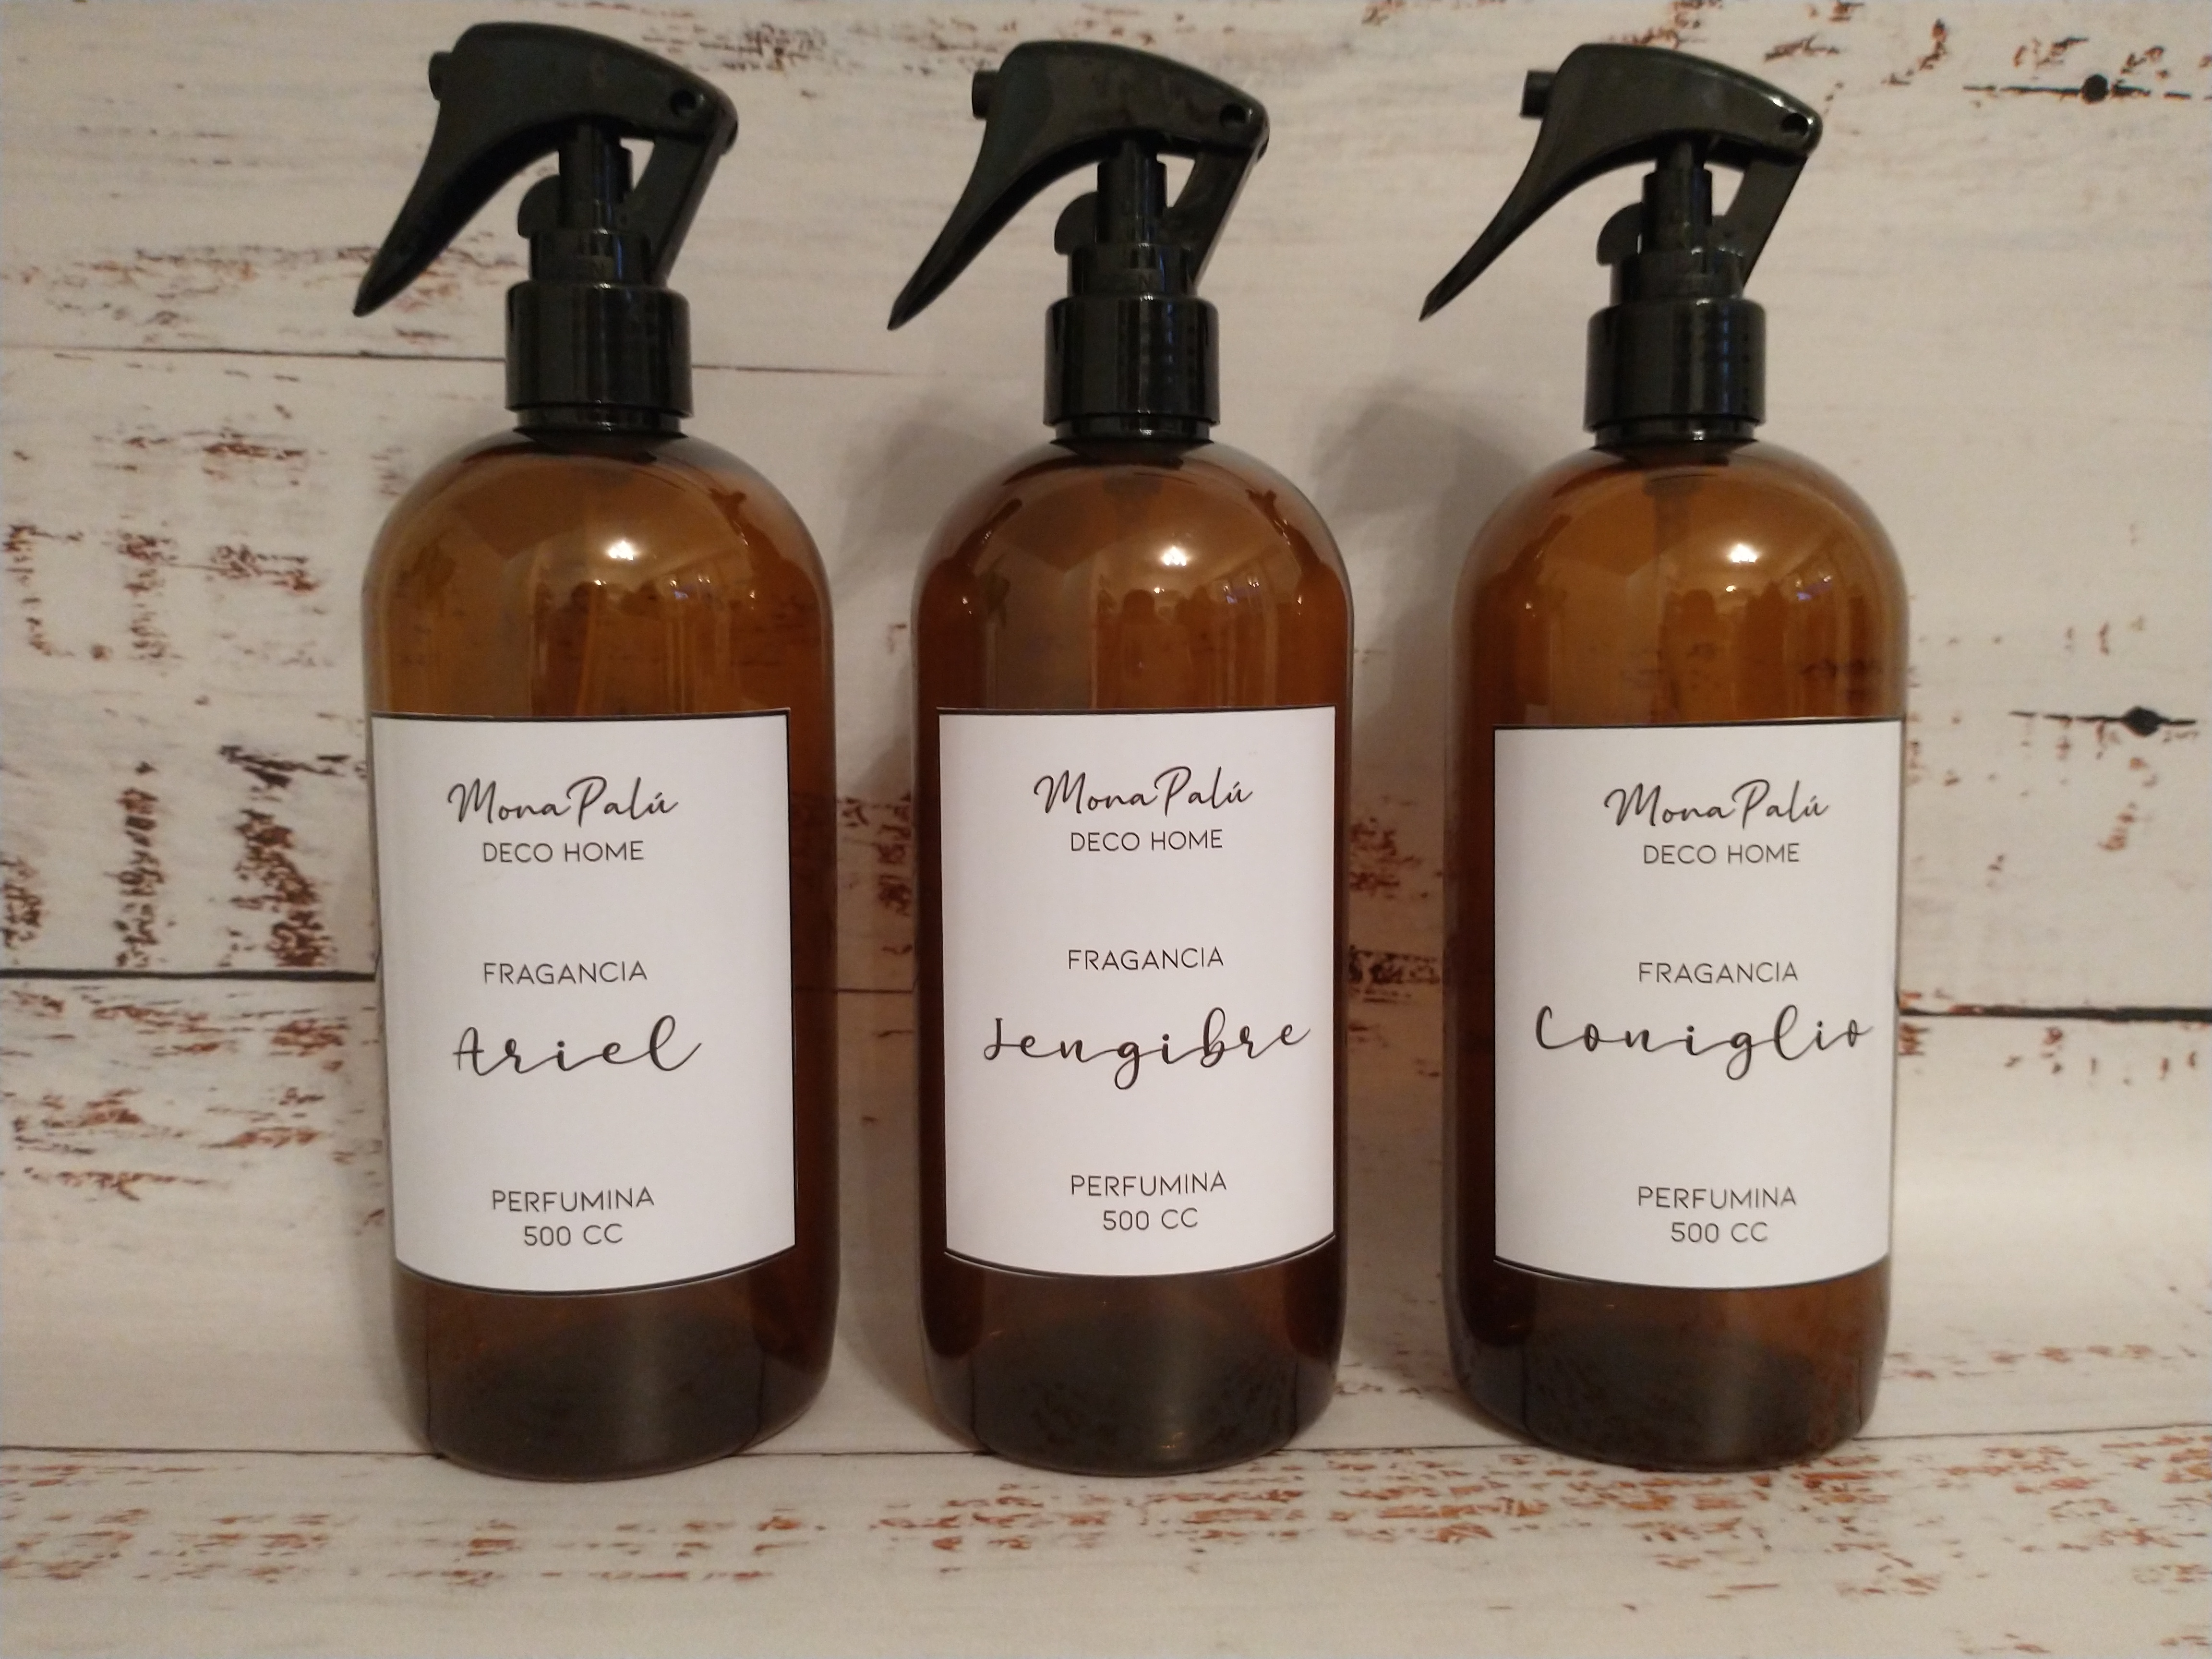 MonaPalú
DECO HOME
FRAGANCIA
Ariel
PERFUMINA
500 CC
MonaPalú
DECO HOME
FRAGANCIA
Jengibre
PERFUMINA
500 CC
MonaPalú
DECO HOME
FRAGANCIA
Coniglio
PERFUMINA
500 CC